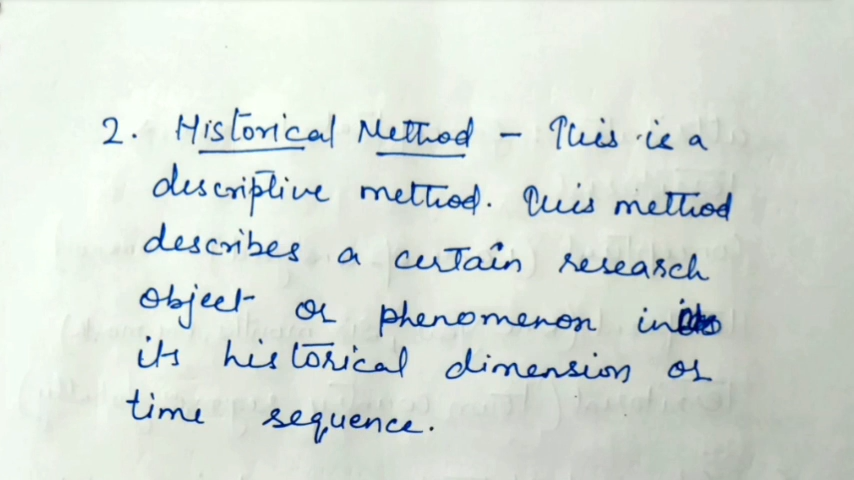 2. Historical Method - This is a
descriptive method. This method
describes a certain research
object or phenomenon in
its historical dimension or
time sequence.